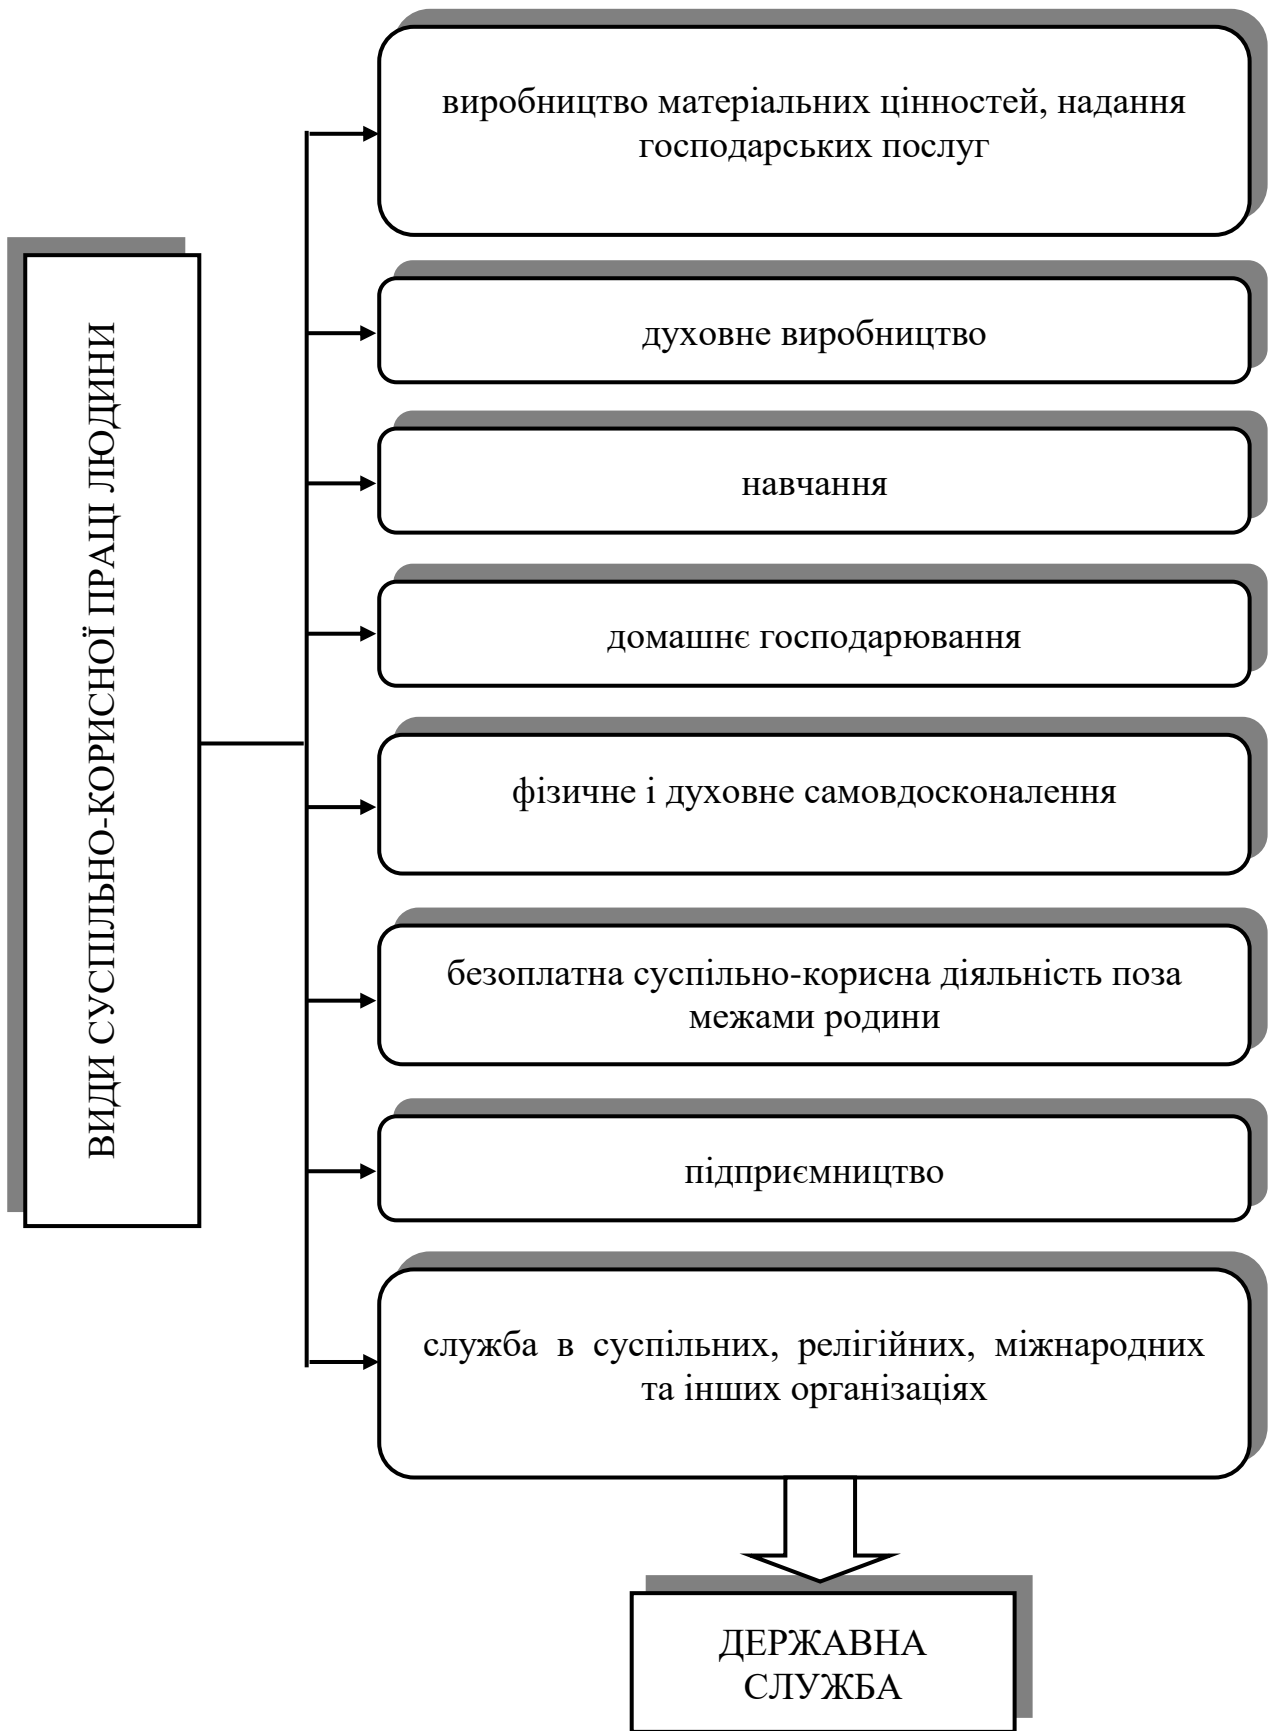 ВИДИ СУСПІЛЬНО-КОРИСНОЇ ПРАЦІ ЛЮДИНИ
виробництво матеріальних цінностей, надання
господарських послуг
духовне виробництво
навчання
домашнє господарювання
фізичне і духовне самовдосконалення
безоплатна суспільно-корисна діяльність поза
межами родини
підприємництво
служба в суспільних, релігійних, міжнародних
та інших організаціях
ДЕРЖАВНА
СЛУЖБА